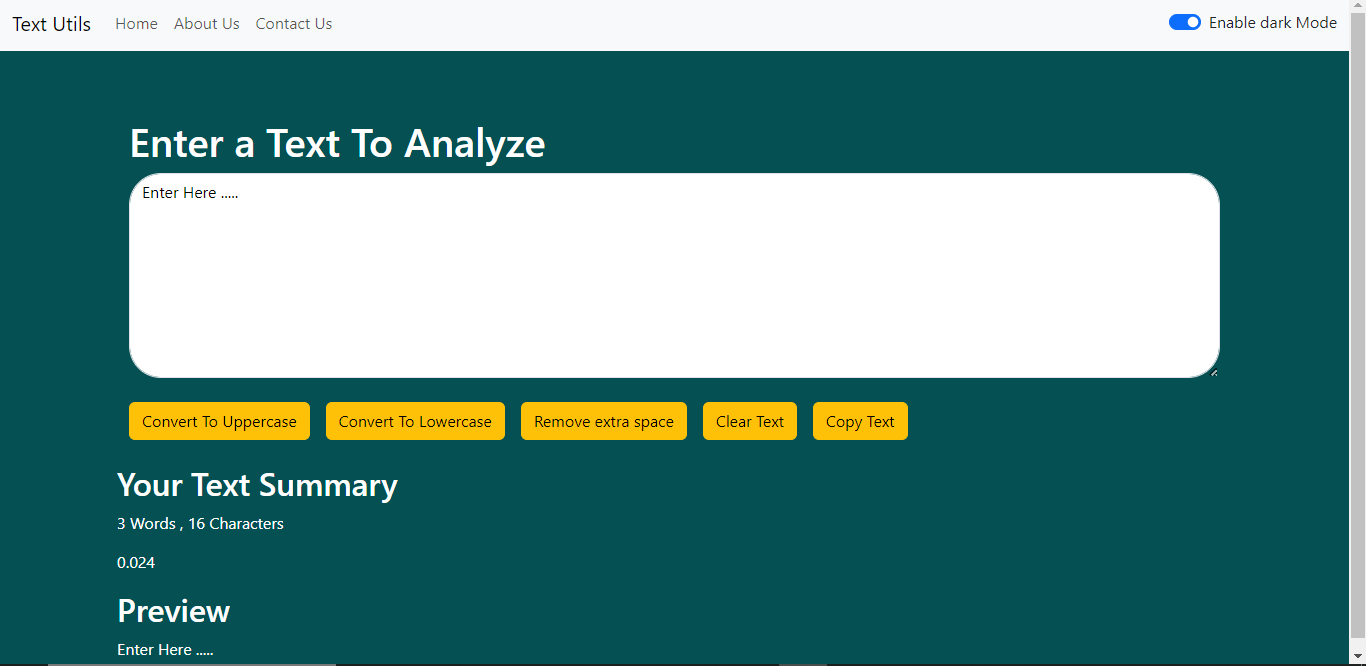 Text Utils Home About Us Contact Us Enable dark Mode
Enter a Text To Analyze
Enter Here .....
Convert To Uppercase Convert To Lowercase Remove extra space Clear Text Copy Text
Your Text Summary
3 Words , 16 Characters
0.024
Preview
Enter Here .....